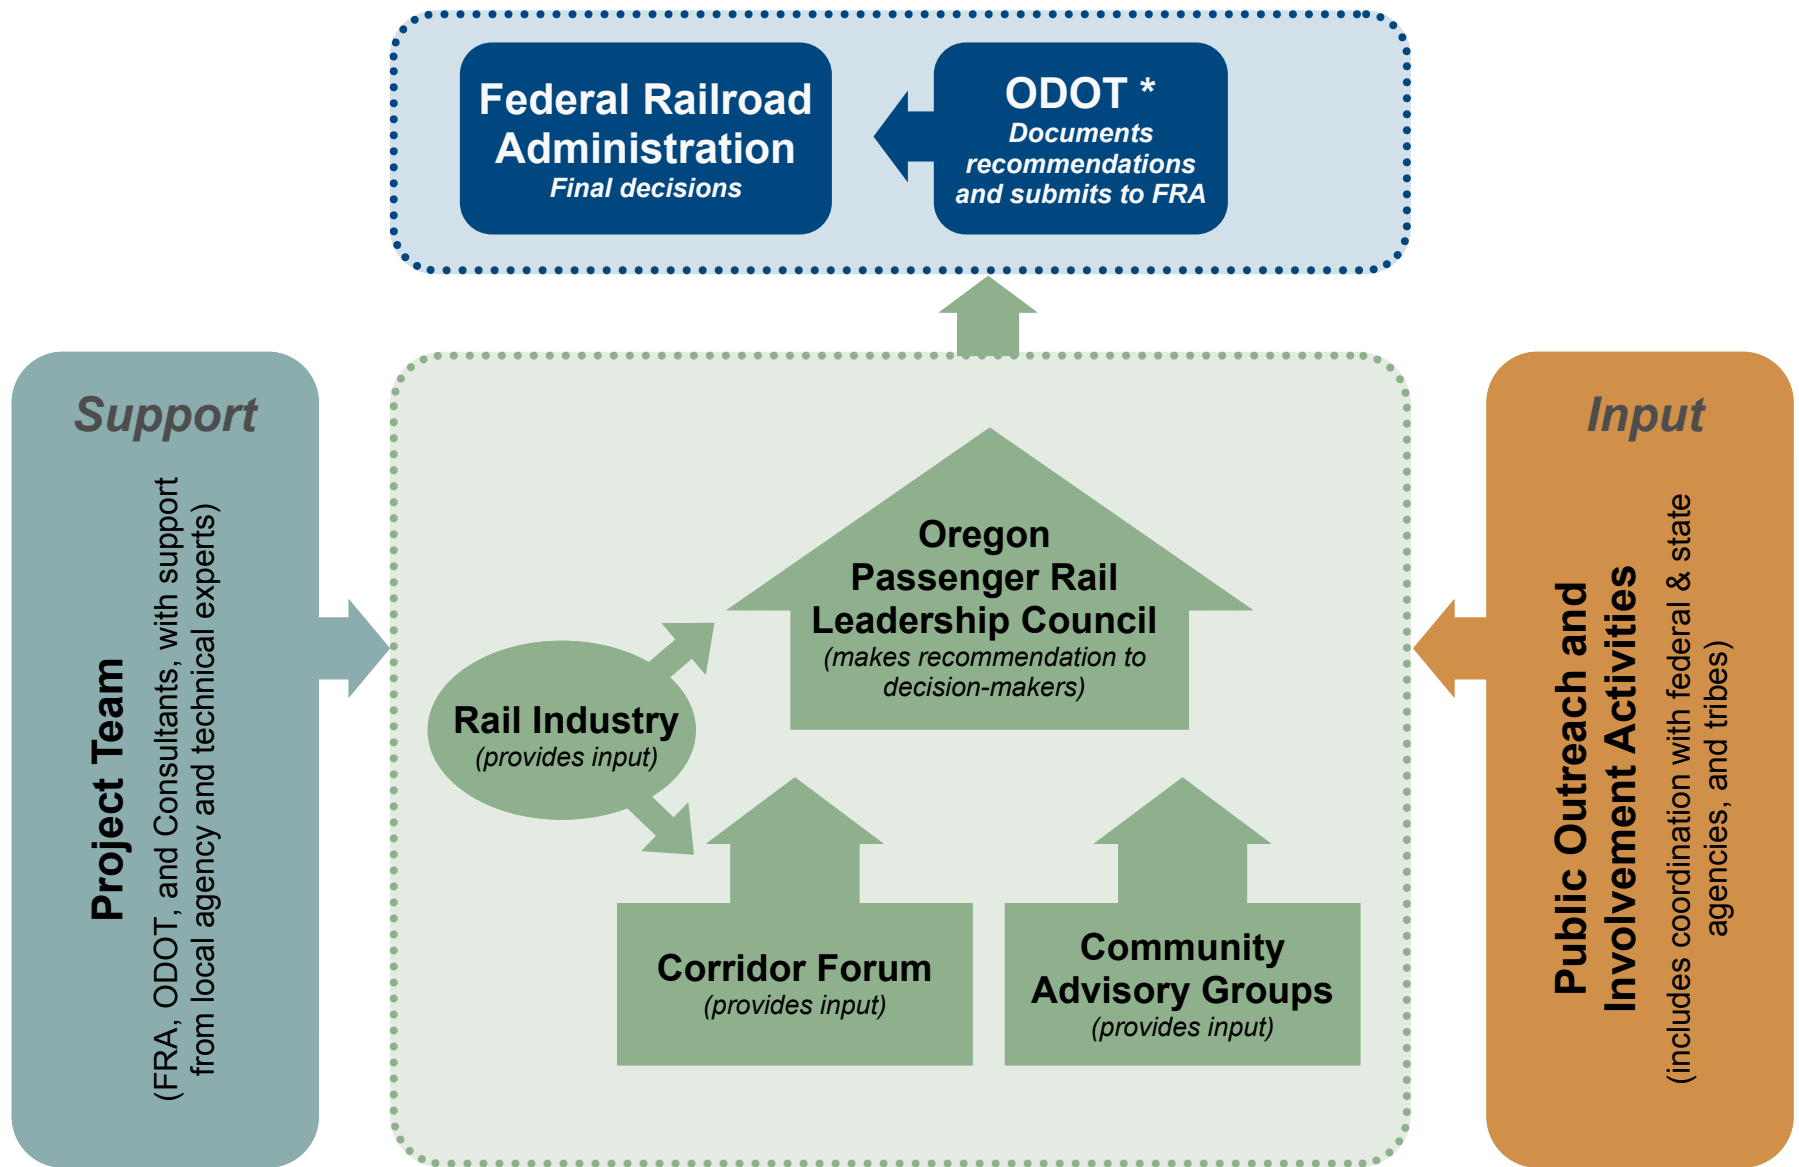 Federal Railroad
Administration
Final decisions
ODOT *
Documents
recommendations
and submits to FRA
Support
Project Team
(FRA, ODOT, and Consultants, with support
from local agency and technical experts)
Oregon
Passenger Rail
Leadership Council
(makes recommendation to
decision-makers)
Rail Industry
(provides input)
Corridor Forum
(provides input)
Community
Advisory Groups
(provides input)
Input
Public Outreach and
Involvement Activities
(includes coordination with federal & state
agencies, and tribes)